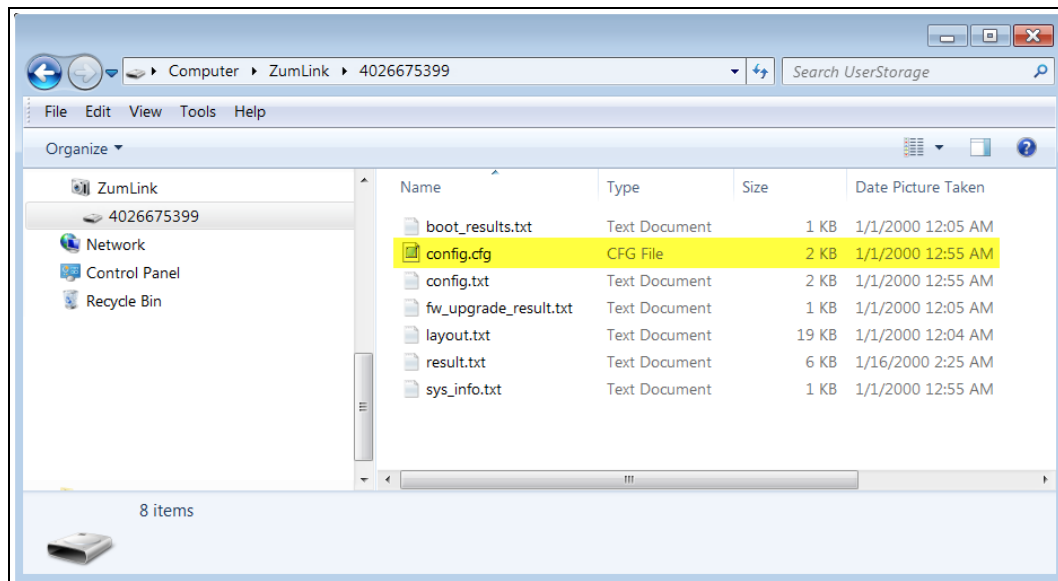 Computer ZumLink 4026675399 Search UserStorage
File Edit View Tools Help
Organize
ZumLink
4026675399
Network
Control Panel
Recycle Bin
Name Type Size Date Picture Taken
boot_results.txt Text Document 1 KB 1/1/2000 12:05 AM
config.cfg CFG File 2 KB 1/1/2000 12:55 AM
config.txt Text Document 2 KB 1/1/2000 12:55 AM
fw_upgrade_result.txt Text Document 1 KB 1/1/2000 12:05 AM
layout.txt Text Document 19 KB 1/1/2000 12:04 AM
result.txt Text Document 6 KB 1/16/2000 2:25 AM
sys_info.txt Text Document 1 KB 1/1/2000 12:55 AM
8 items